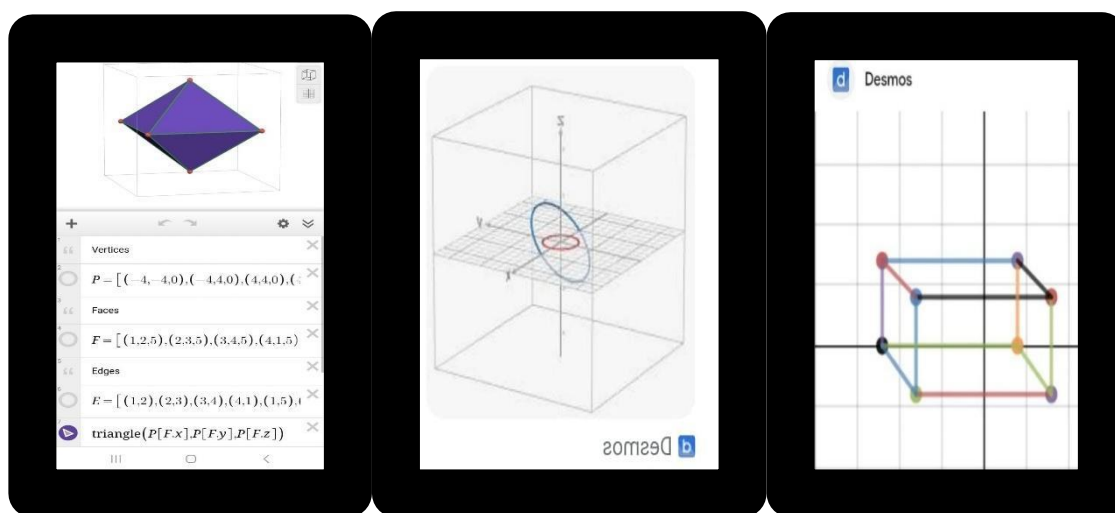 Vertices
P = [(−4,−4,0),(−4,4,0),(4,4,0),(-
Faces
F = [(1,2,5),(2,3,5),(3,4,5),(4,1,5)
Edges
E = [(1,2),(2,3),(3,4),(4,1),(1,5),(
triangle(P[F.x],P[F.y],P[F.z])
z
y
x
Desmos
Desmos